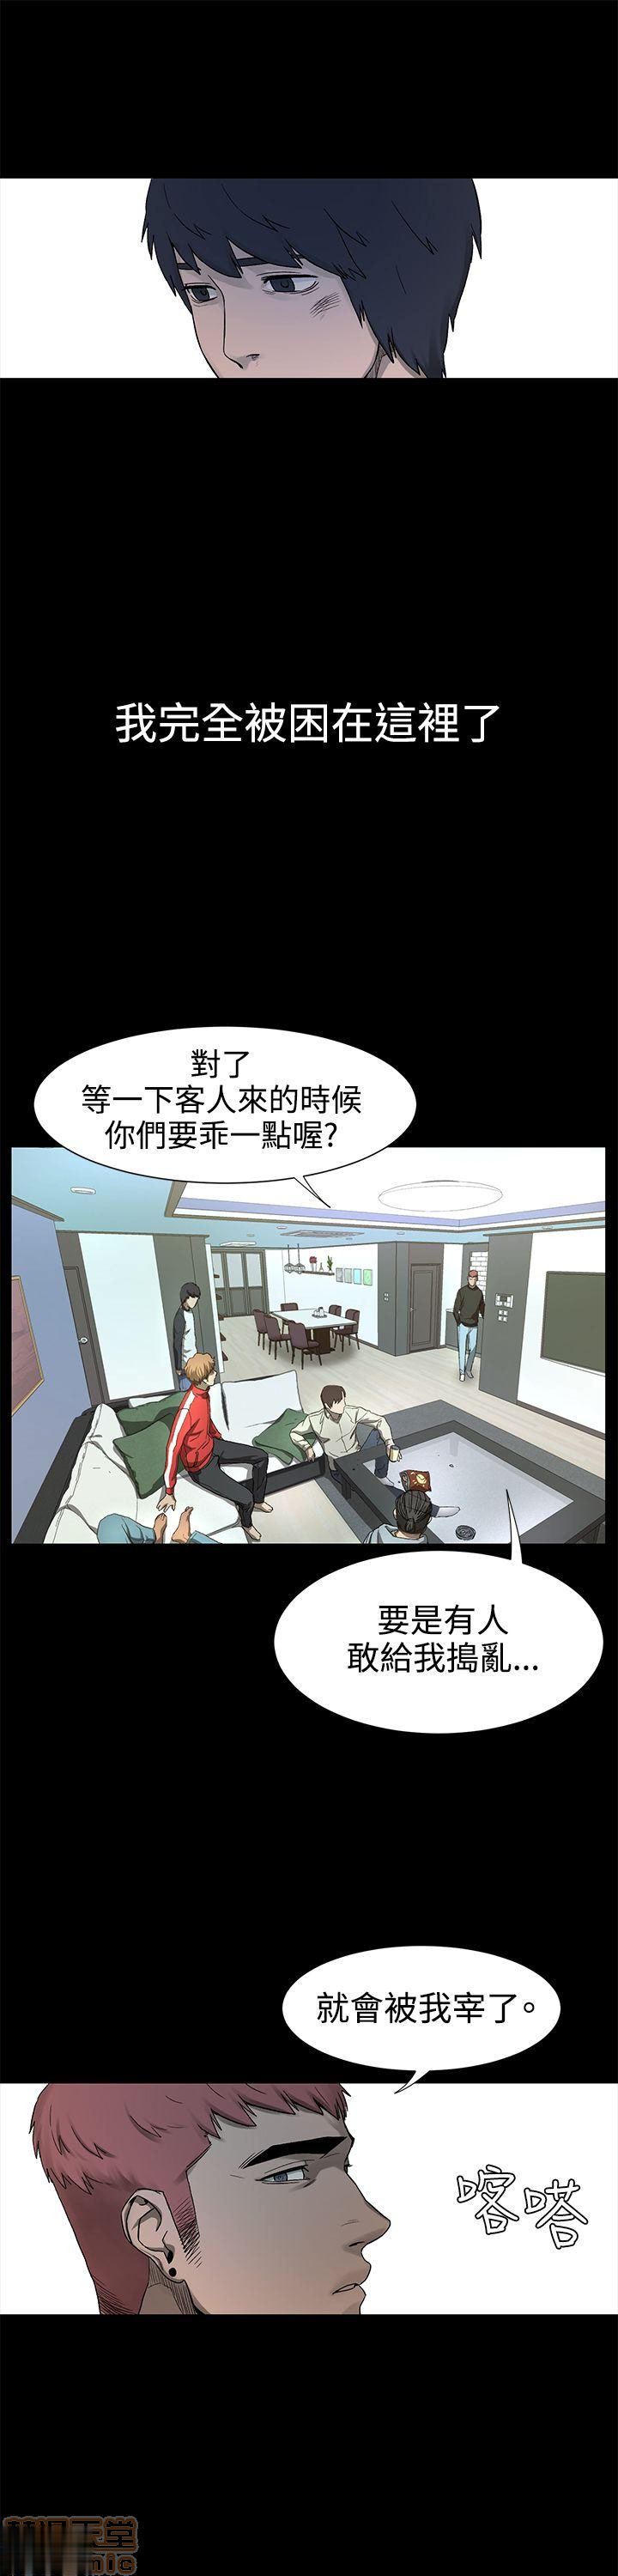 我完全被困在這裡了
對了
等一下客人來的時候
你們要乖一點喔?
要是有人
敢給我搗亂...
就會被我宰了。
喀嗒